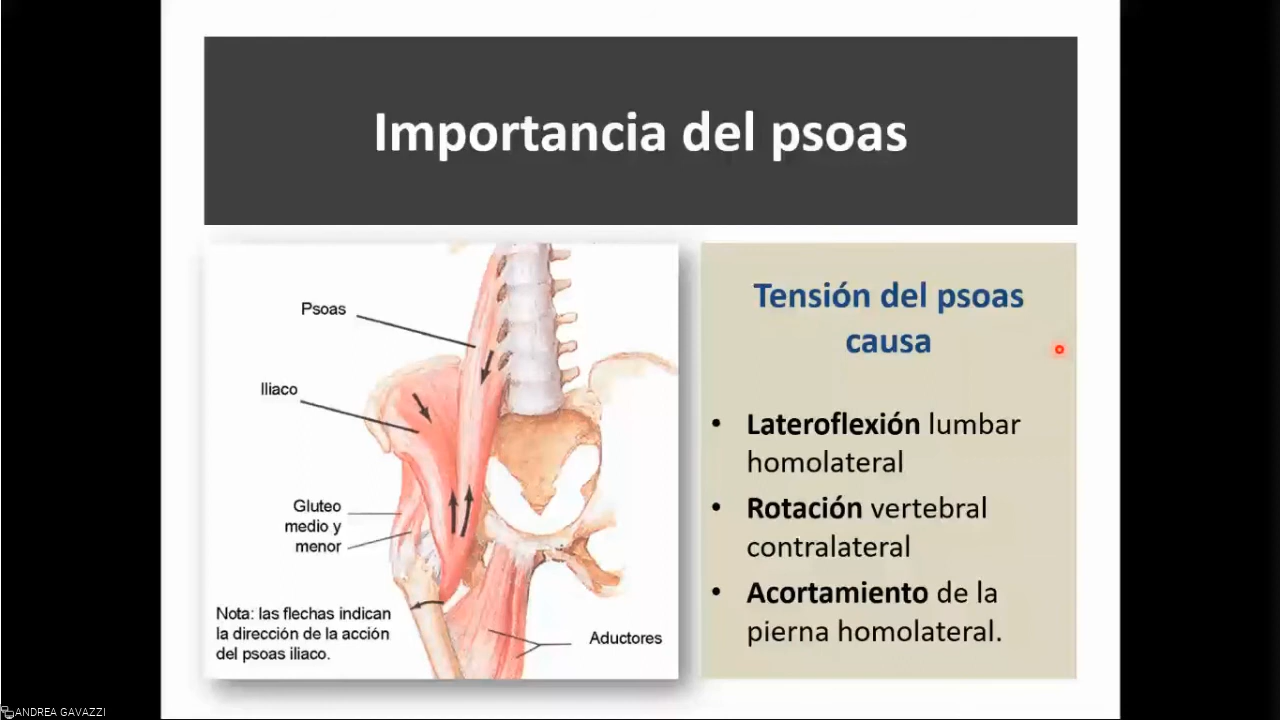 Importancia del psoas
Psoas
Iliaco
Gluteo
medio y
menor
Nota: las flechas indican
la dirección de la acción
del psoas iliaco.
Aductores
Tensión del psoas
causa
• Lateroflexión lumbar
homolateral
• Rotación vertebral
contralateral
• Acortamiento de la
pierna homolateral.
ANDREA GAVAZZI